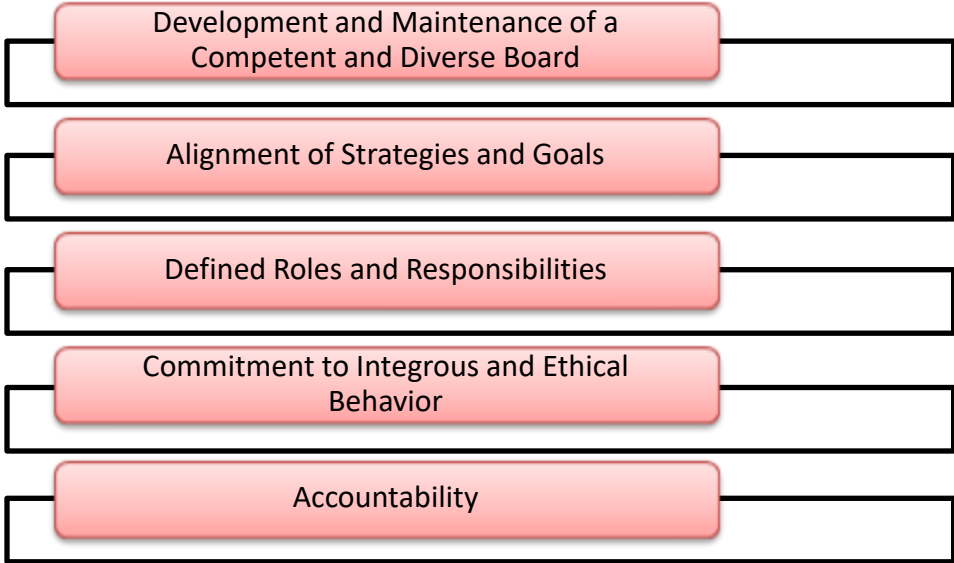 Development and Maintenance of a
Competent and Diverse Board
Alignment of Strategies and Goals
Defined Roles and Responsibilities
Commitment to Integrous and Ethical
Behavior
Accountability